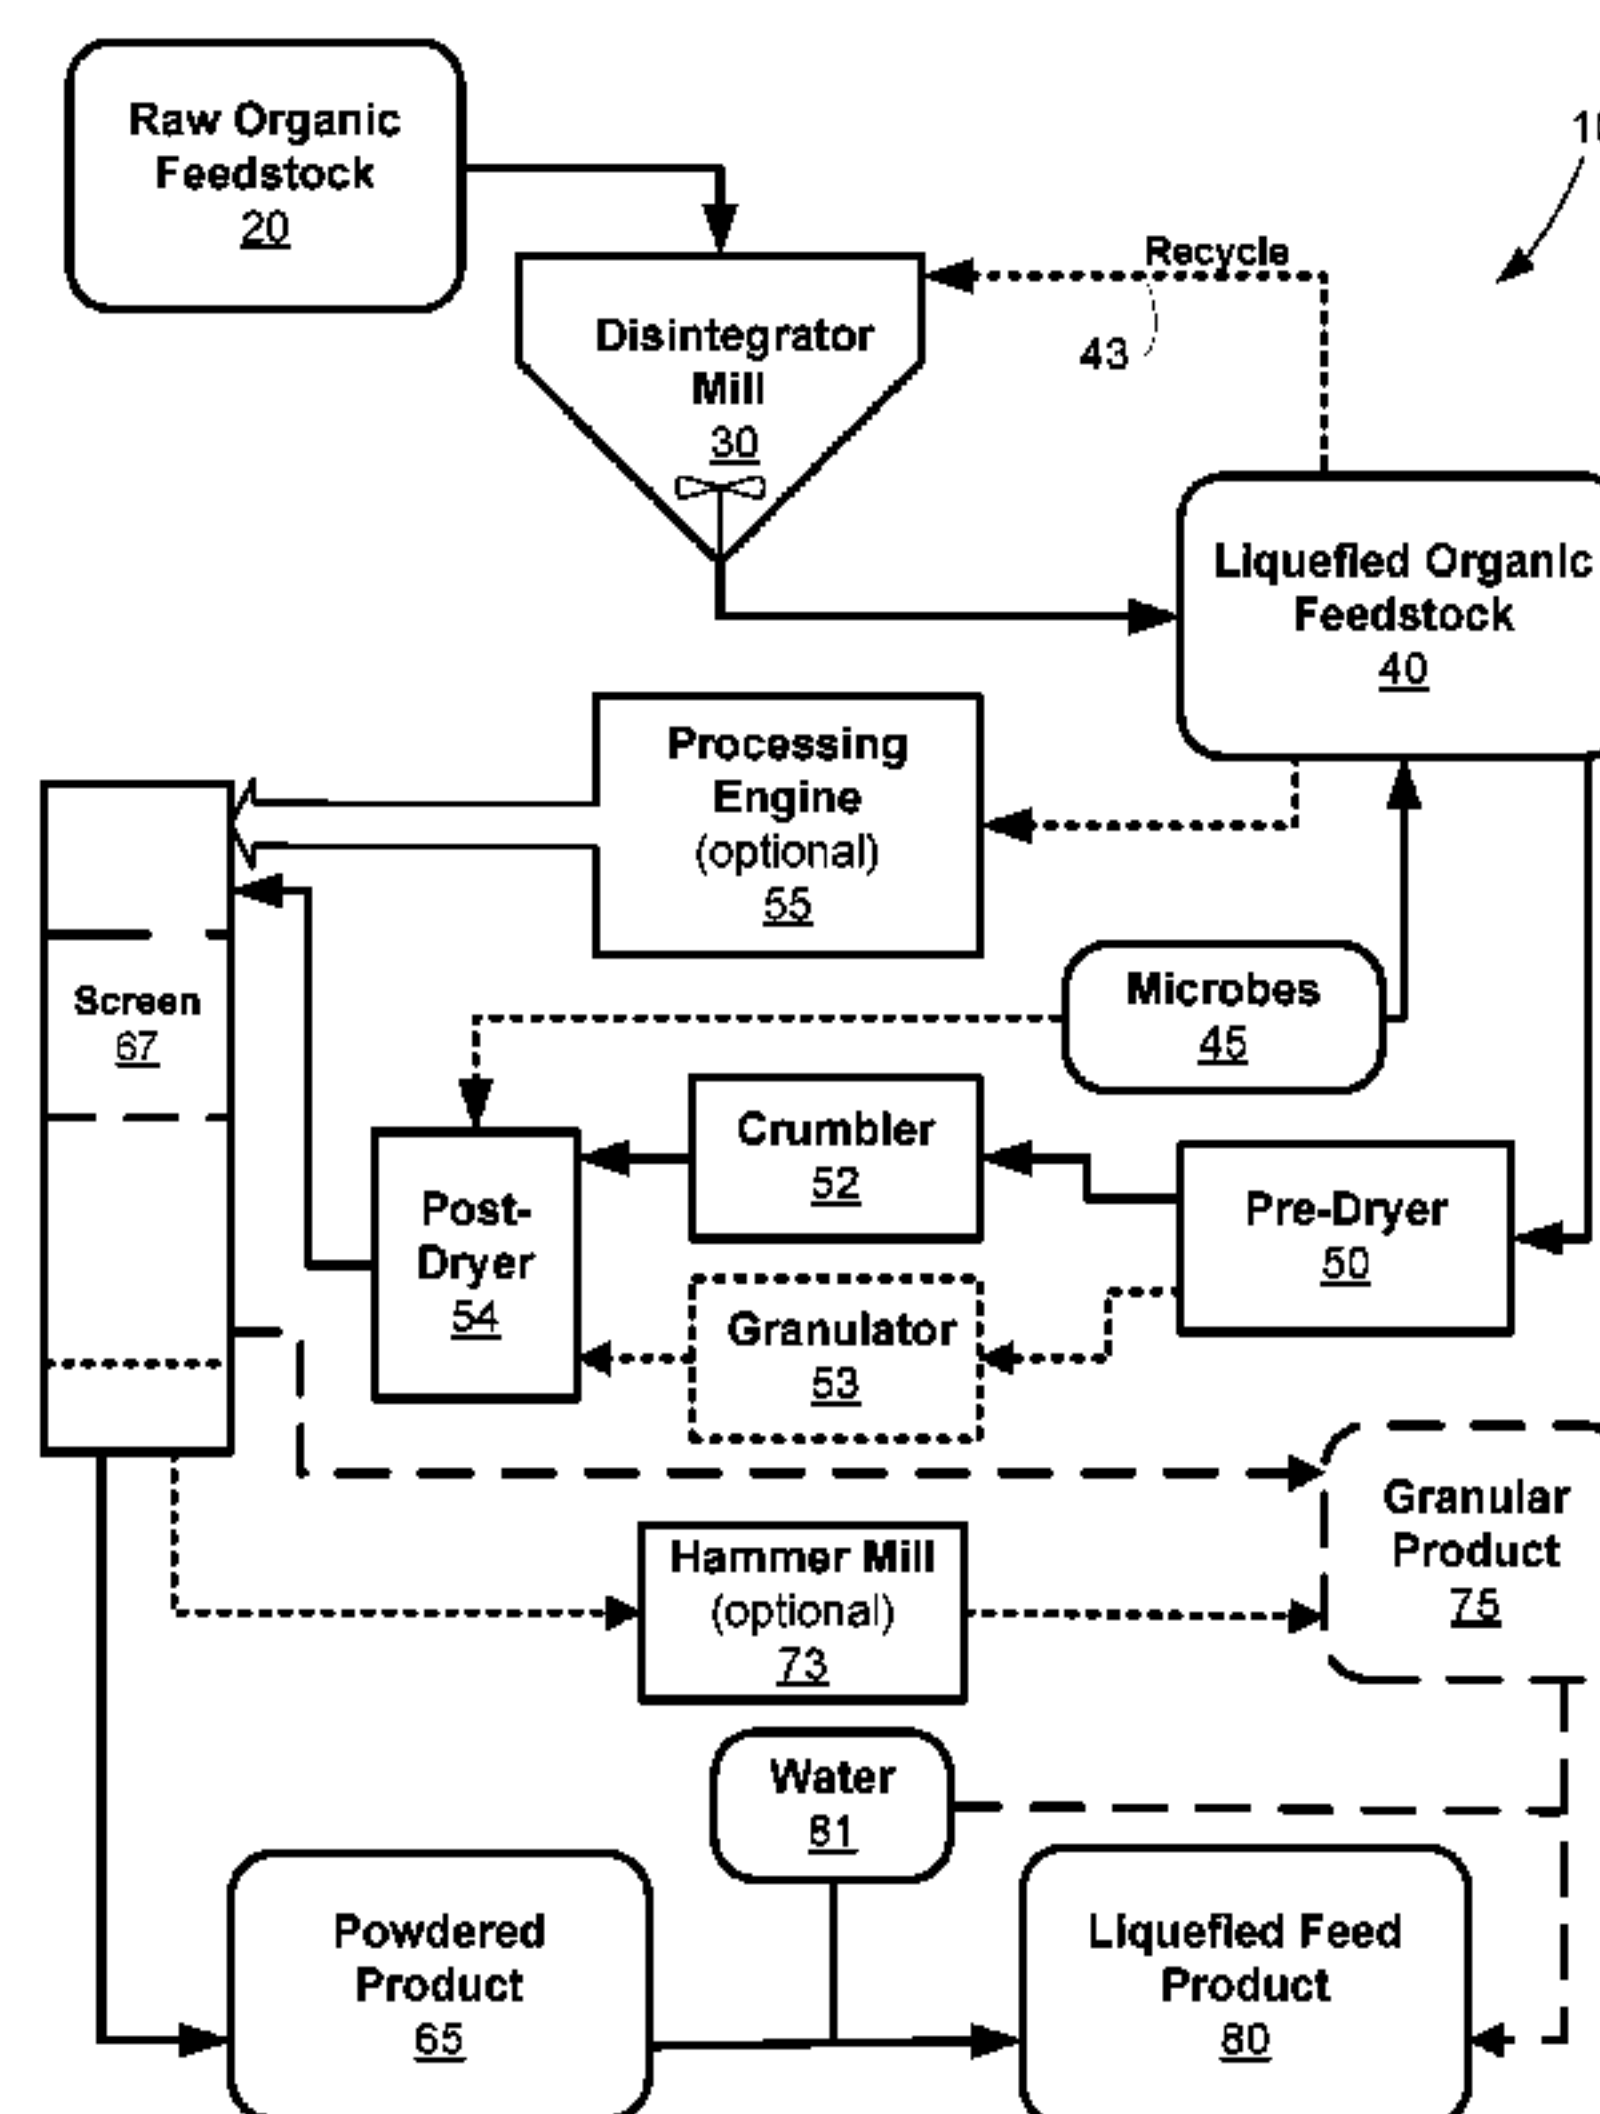 Raw Organic
Feedstock
20
Recycle
43
Disintegrator
Mill
30
Liquefied Organic
Feedstock
40
Processing
Engine
(optional)
55
Screen
67
Microbes
45
Crumbler
52
Post-
Dryer
54
Pre-Dryer
50
Granulator
53
Granular
Product
75
Hammer Mill
(optional)
73
Water
81
Powdered
Product
65
Liquefied Feed
Product
80